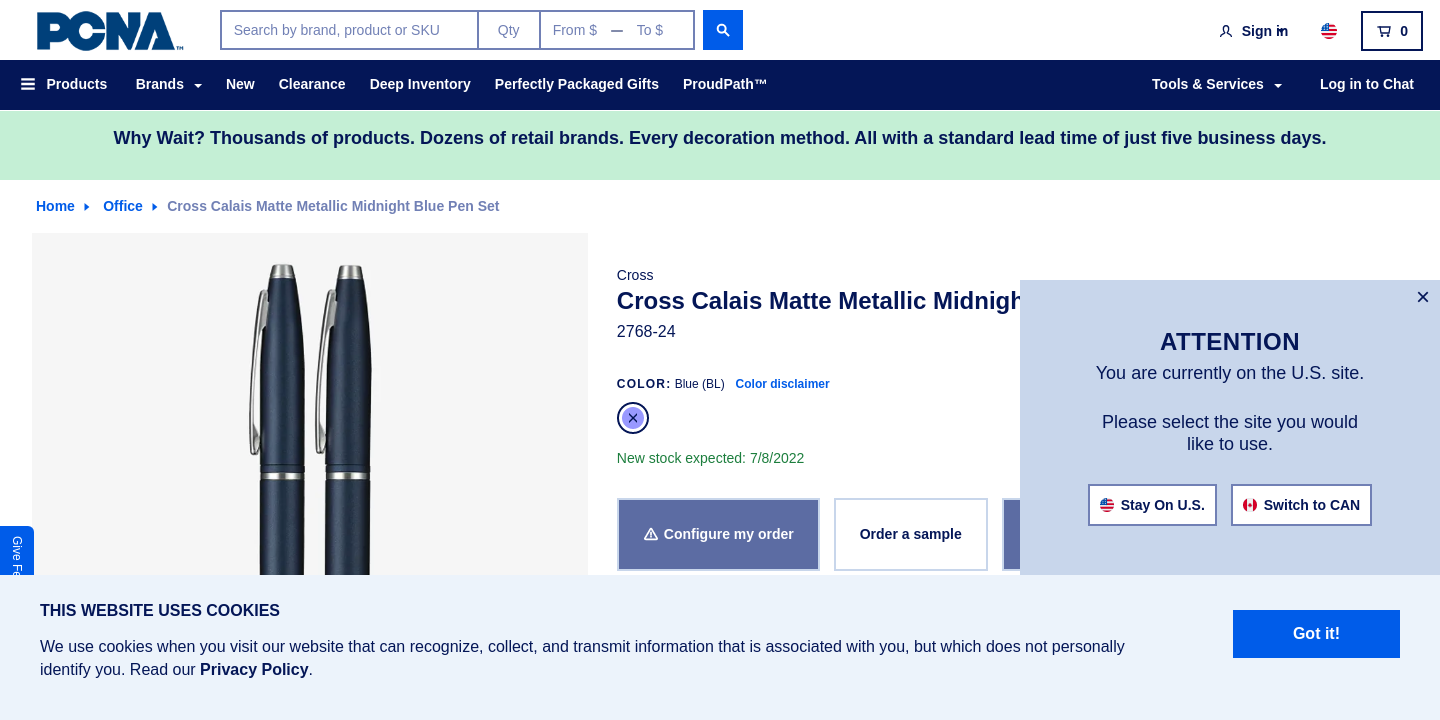 PCNA™
Search by brand, product or SKU
Qty
From $ — To $
Sign in
0
Products
Brands
New
Clearance
Deep Inventory
Perfectly Packaged Gifts
ProudPath™
Tools & Services
Log in to Chat
Why Wait? Thousands of products. Dozens of retail brands. Every decoration method. All with a standard lead time of just five business days.
Home
Office
Cross Calais Matte Metallic Midnight Blue Pen Set
Cross
Cross Calais Matte Metallic Midnigh
2768-24
COLOR: Blue (BL) Color disclaimer
New stock expected: 7/8/2022
Configure my order
Order a sample
×
ATTENTION
You are currently on the U.S. site.
Please select the site you would
like to use.
Stay On U.S.
Switch to CAN
Give Fe
THIS WEBSITE USES COOKIES
We use cookies when you visit our website that can recognize, collect, and transmit information that is associated with you, but which does not personally
identify you. Read our Privacy Policy.
Got it!